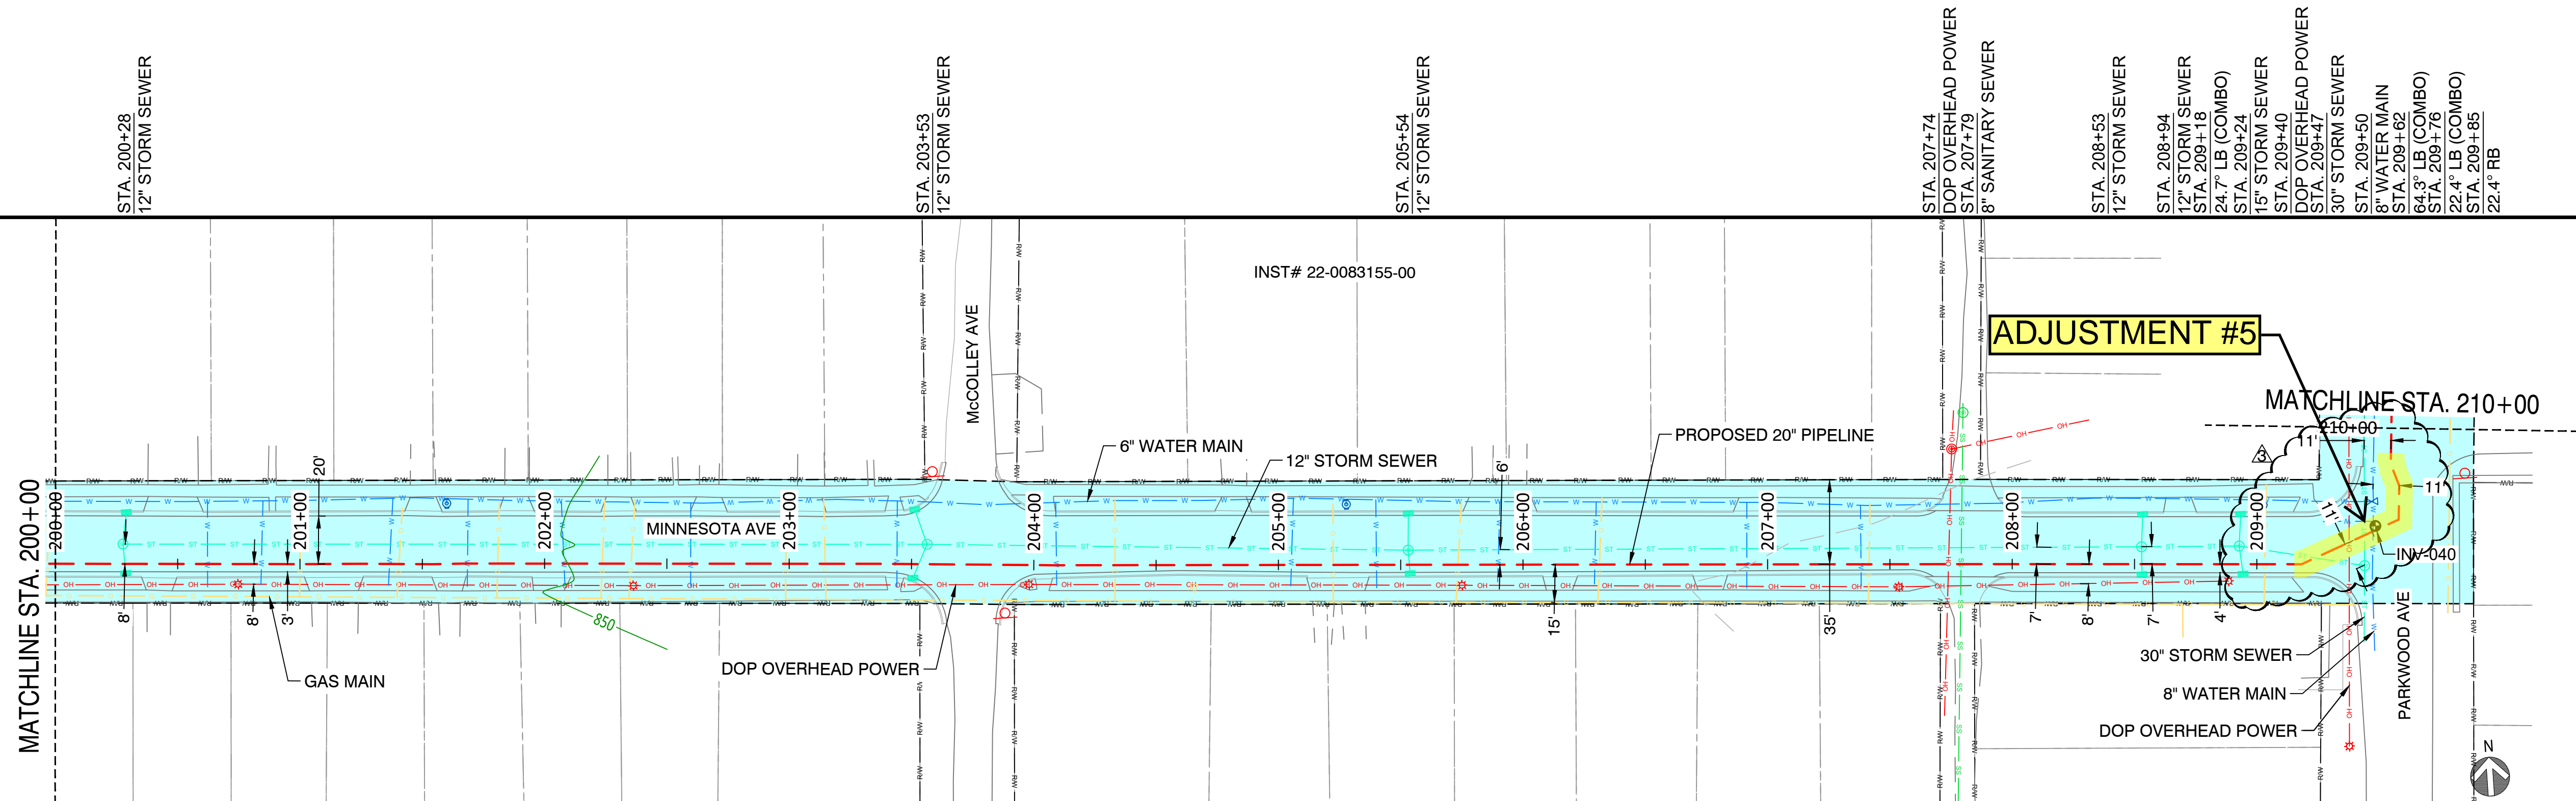 STA. 200+28
12" STORM SEWER
STA. 203+53
12" STORM SEWER
STA. 205+54
12" STORM SEWER
STA. 207+74
DOP OVERHEAD POWER
STA. 207+79
8" SANITARY SEWER
STA. 208+53
12" STORM SEWER
STA. 208+94
12" STORM SEWER
STA. 209+18
24.7° LB (COMBO)
STA. 209+24
15" STORM SEWER
STA. 209+40
DOP OVERHEAD POWER
STA. 209+47
30" STORM SEWER
STA. 209+50
8" WATER MAIN
STA. 209+62
64.3° LB (COMBO)
STA. 209+76
22.4° LB (COMBO)
STA. 209+85
22.4° RB
INST# 22-0083155-00
McCOLLEY AVE
ADJUSTMENT #5
MATCHLINE STA. 210+00
210+00
11'
3
6" WATER MAIN
12" STORM SEWER
PROPOSED 20" PIPELINE
20'
6'
MATCHLINE STA. 200+00
200+00
201+00
202+00
203+00
204+00
205+00
206+00
207+00
208+00
209+00
MINNESOTA AVE
11'
11'
INV-040
8'
8'
3'
850
15'
35'
7'
8'
7'
4'
GAS MAIN
DOP OVERHEAD POWER
30" STORM SEWER
8" WATER MAIN
DOP OVERHEAD POWER
PARKWOOD AVE
N